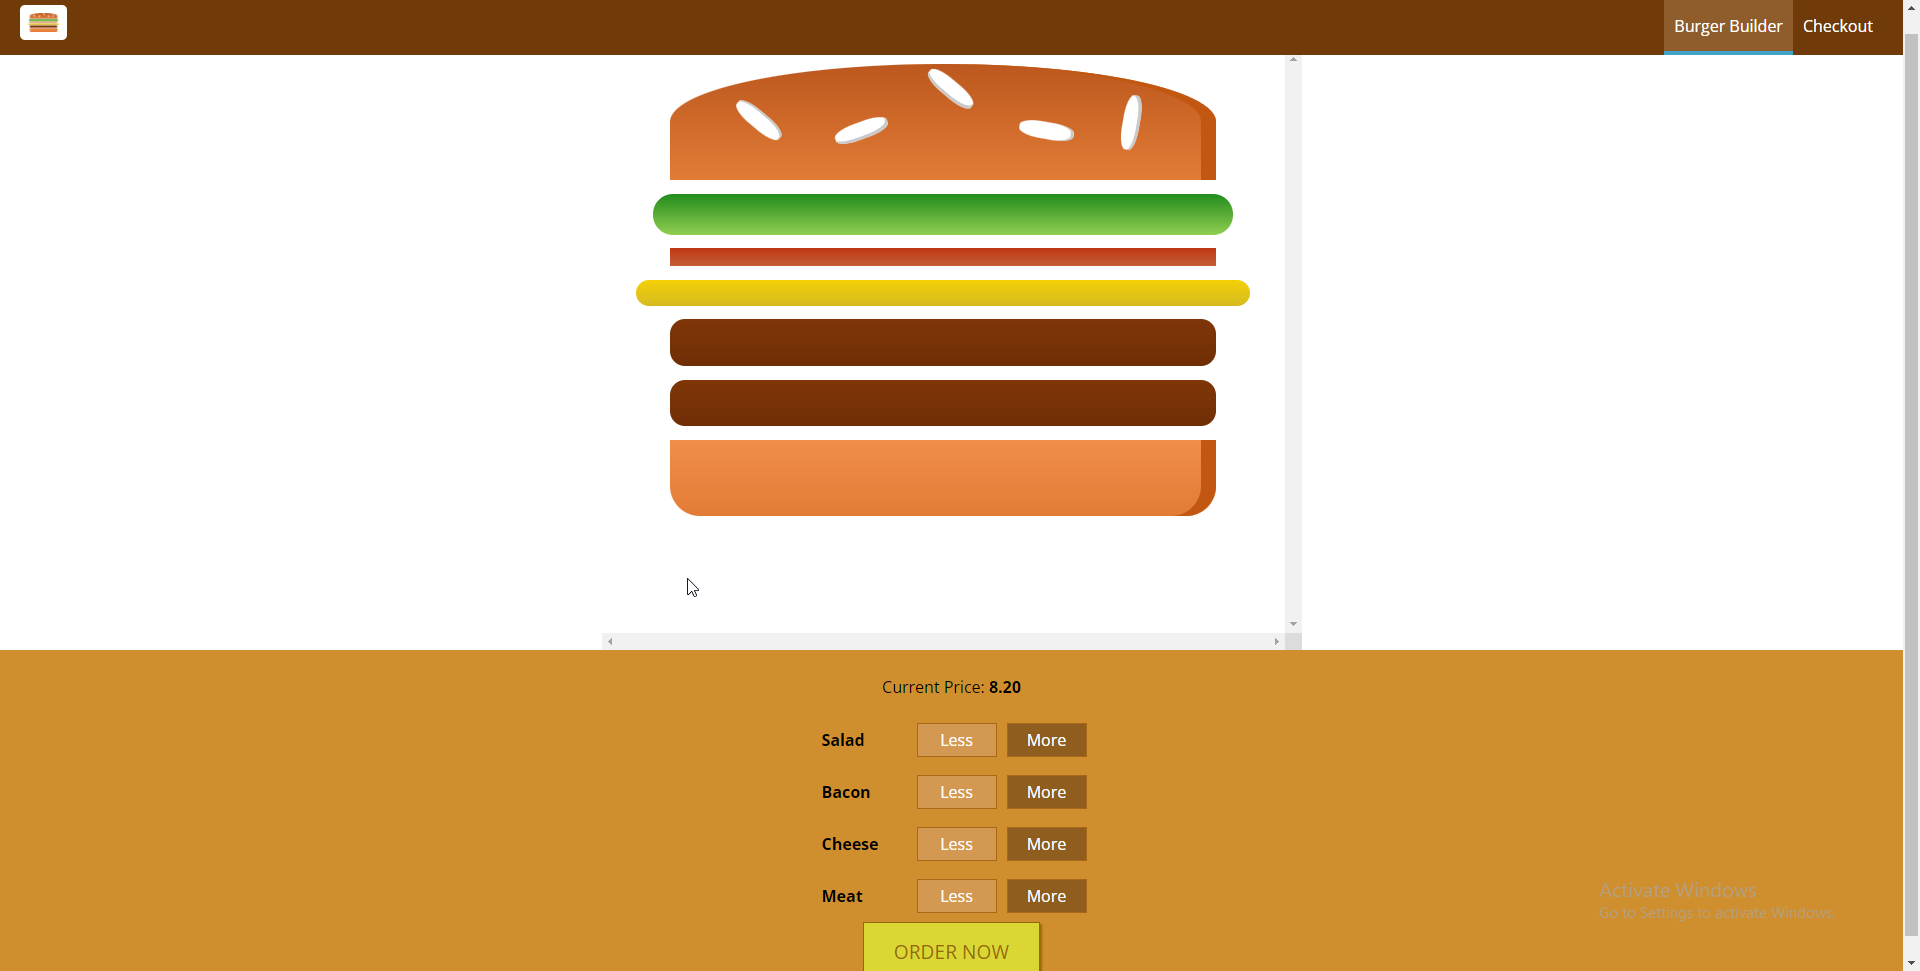 Burger Builder Checkout
Current Price: 8.20
Salad Less More
Bacon Less More
Cheese Less More
Meat Less More
ORDER NOW
Activate Windows
Go to Settings to activate Windows.